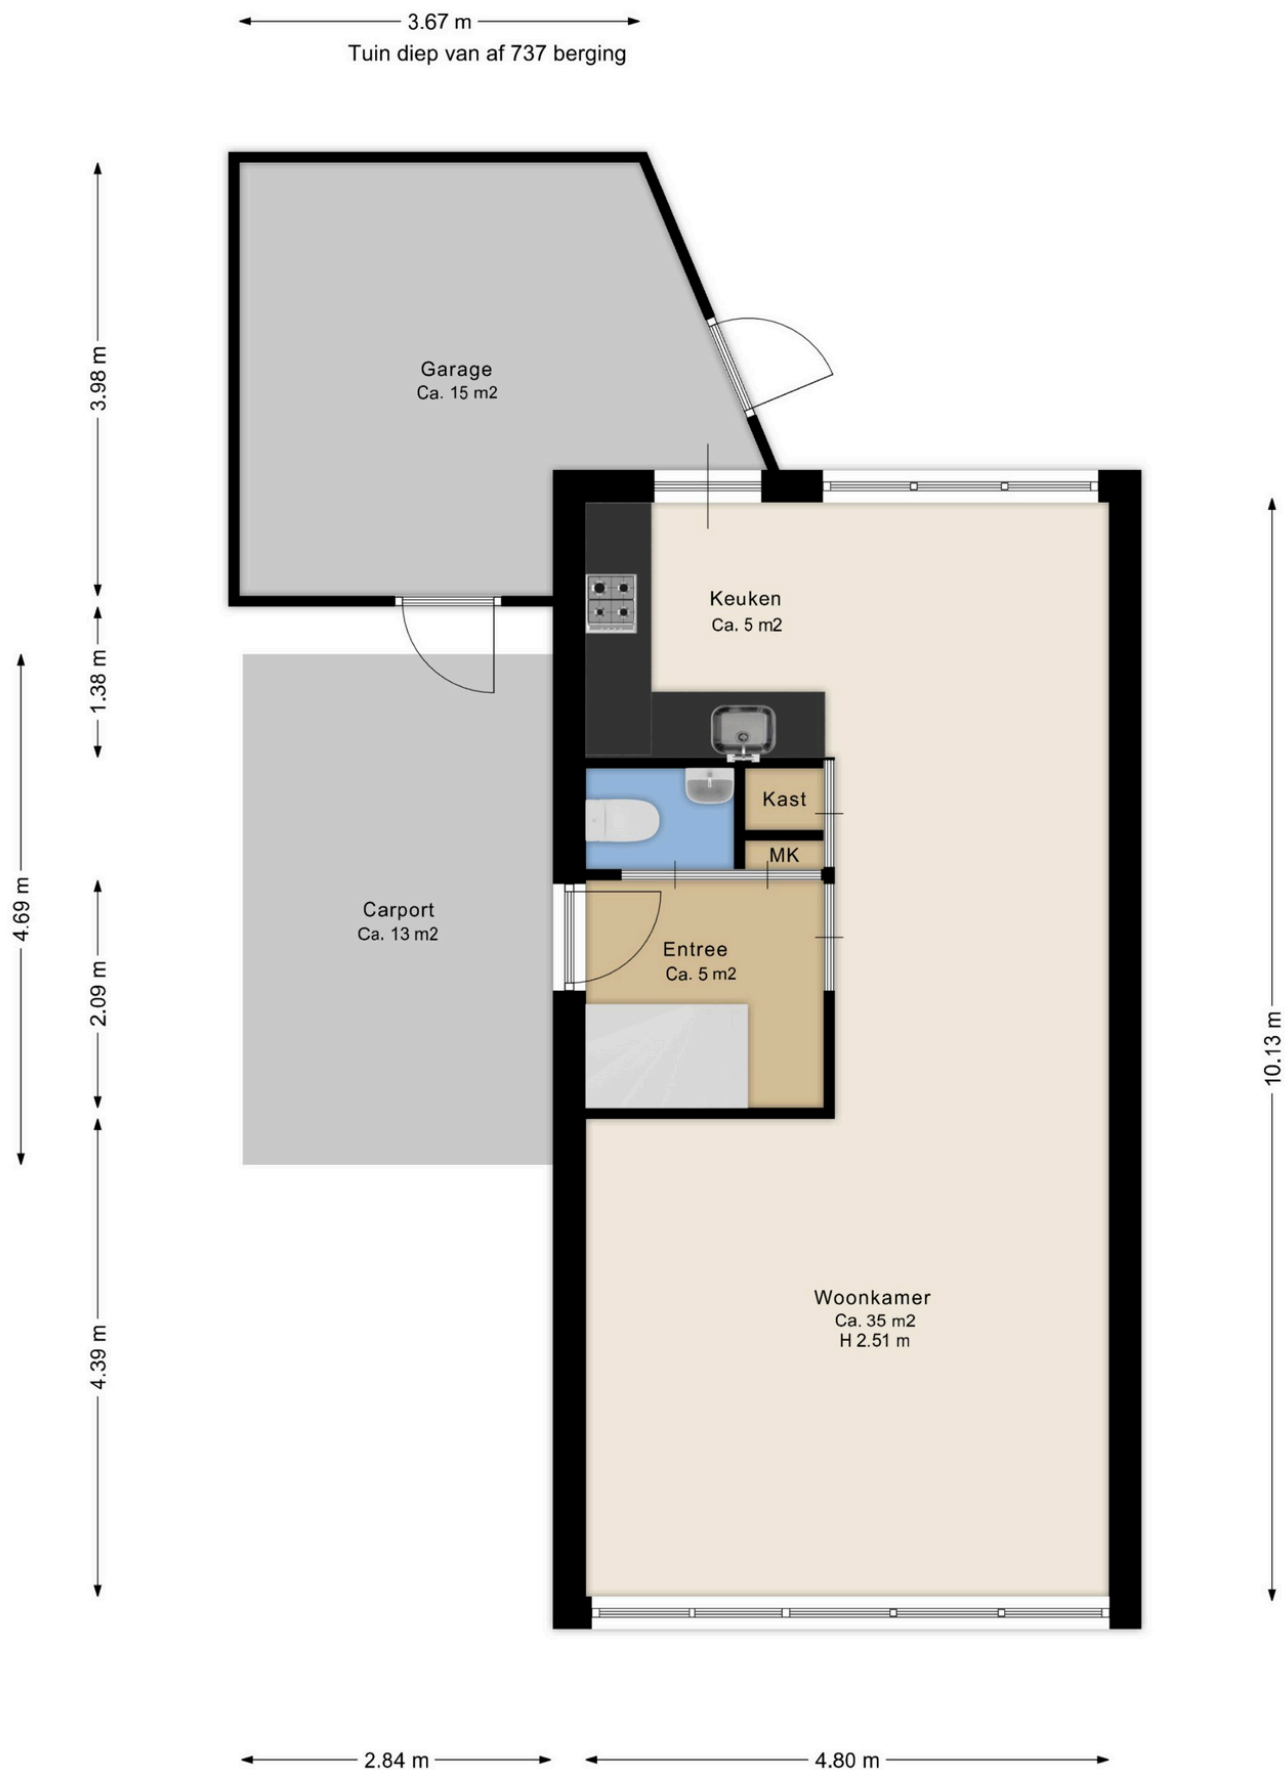 3.67 m
Tuin diep van af 737 berging
3.98 m
Garage
Ca. 15 m2
Keuken
Ca. 5 m2
1.38 m
Kast
MK
4.69 m
Carport
Ca. 13 m2
Entree
Ca. 5 m2
2.09 m
10.13 m
Woonkamer
Ca. 35 m2
H 2.51 m
4.39 m
2.84 m
4.80 m